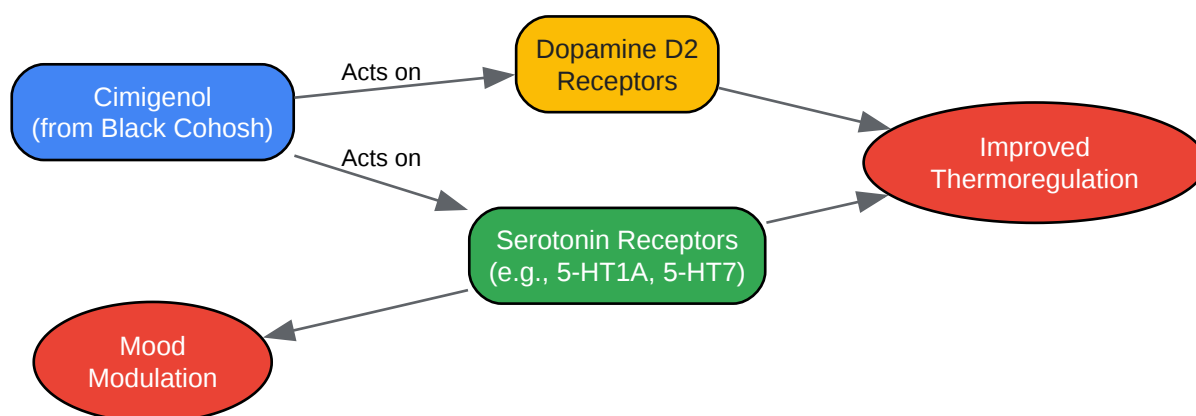 Cimigenol
(from Black Cohosh)
Acts on
Acts on
Dopamine D2
Receptors
Serotonin Receptors
(e.g., 5-HT1A, 5-HT7)
Improved
Thermoregulation
Mood
Modulation